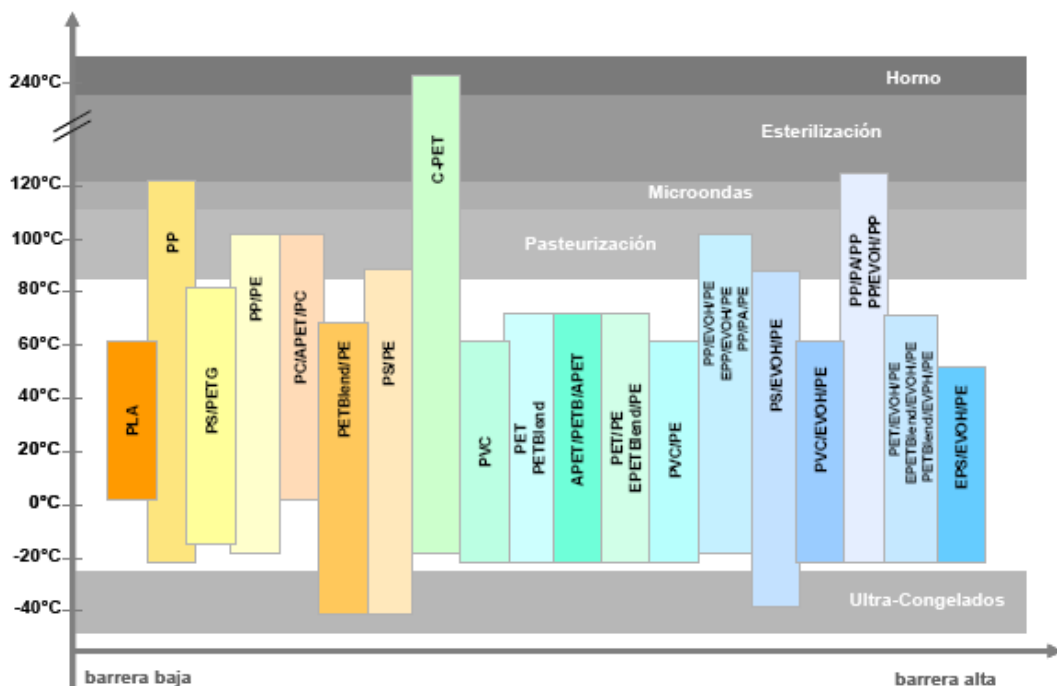 240°C
120°C
100°C
80°C
60°C
40°C
20°C
0°C
-20°C
-40°C
Horno
Esterilización
Microondas
Pasteurización
Ultra-Congelados
PLA
PP
PS/PETG
PP/PE
PC/APET/PC
PETBlend/PE
PS/PE
C-PET
PVC
PET
PETBlend
APET/PETB/APET
PET/PE
EPETBlend/PE
PVC/PE
PP/EVOH/PE
EPP/EVOH/PE
PP/PA/PE
PS/EVOH/PE
PVC/EVOH/PE
PP/PA/PP
PP/EVOH/PP
PET/EVOH/PE
EPETBlend/EVOH/PE
PETBlend/EVPH/PE
EPS/EVOH/PE
barrera baja
barrera alta